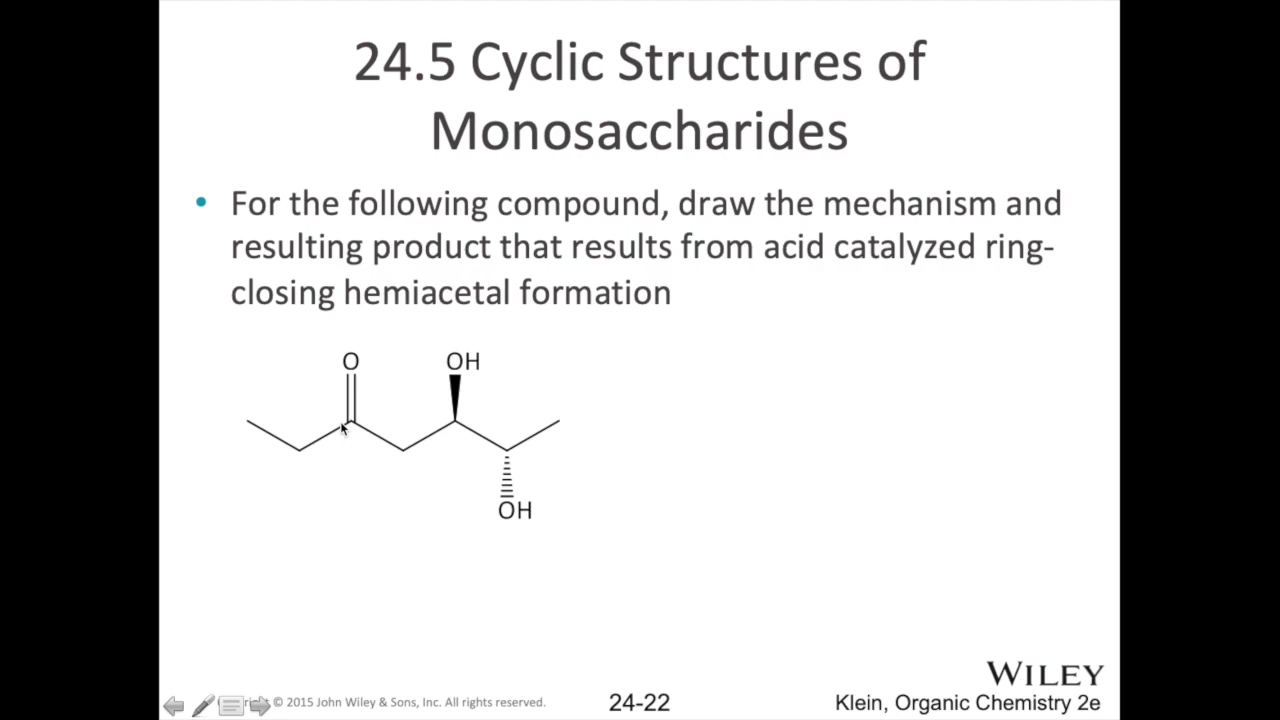 24.5 Cyclic Structures of
Monosaccharides
• For the following compound, draw the mechanism and
resulting product that results from acid catalyzed ring-
closing hemiacetal formation
O
OH
OH
WILEY
© 2015 John Wiley & Sons, Inc. All rights reserved.
24-22
Klein, Organic Chemistry 2e